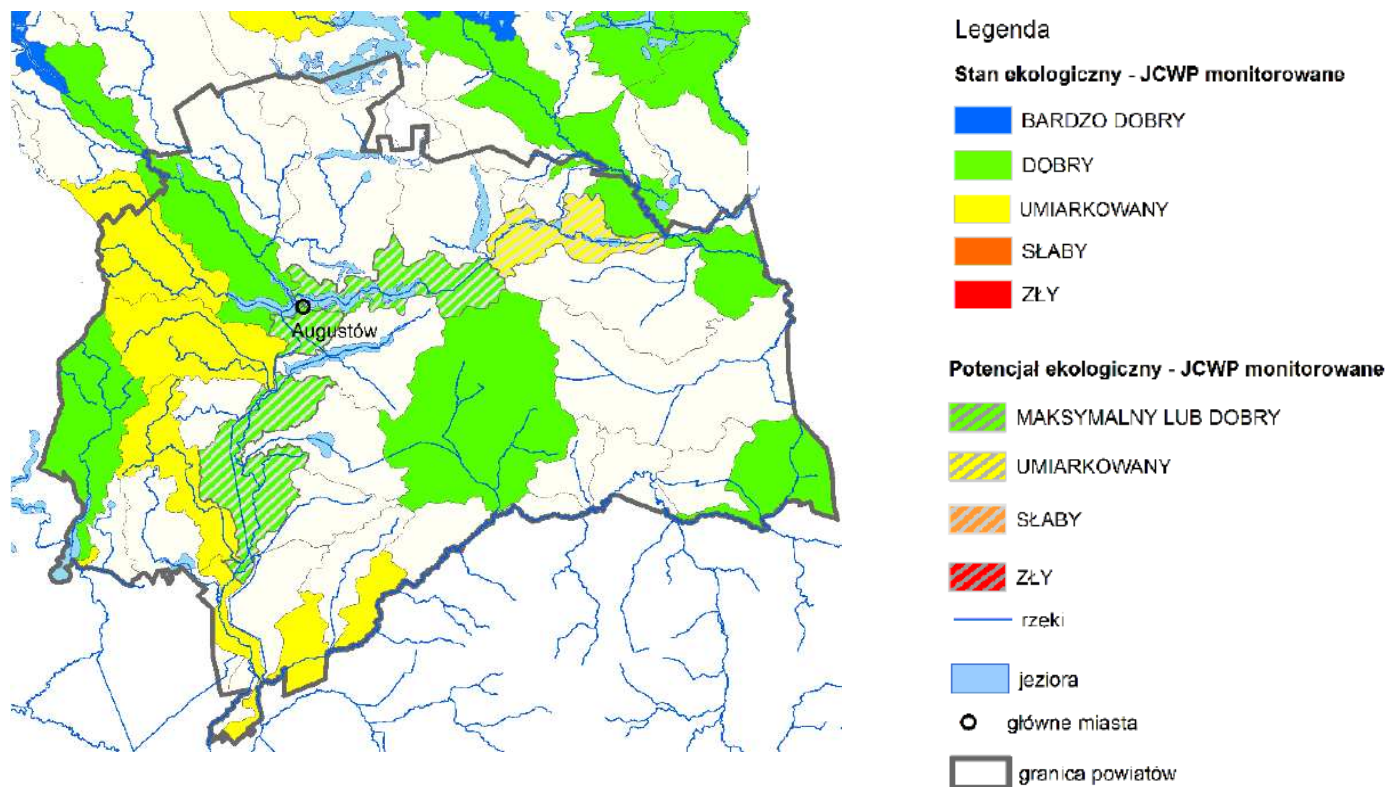 Augustów
Legenda
Stan ekologiczny - JCWP monitorowane
BARDZO DOBRY
DOBRY
UMIARKOWANY
SŁABY
ZŁY
Potencjał ekologiczny - JCWP monitorowane
MAKSYMALNY LUB DOBRY
UMIARKOWANY
SŁABY
ZŁY
rzeki
jeziora
główne miasta
granica powiatów